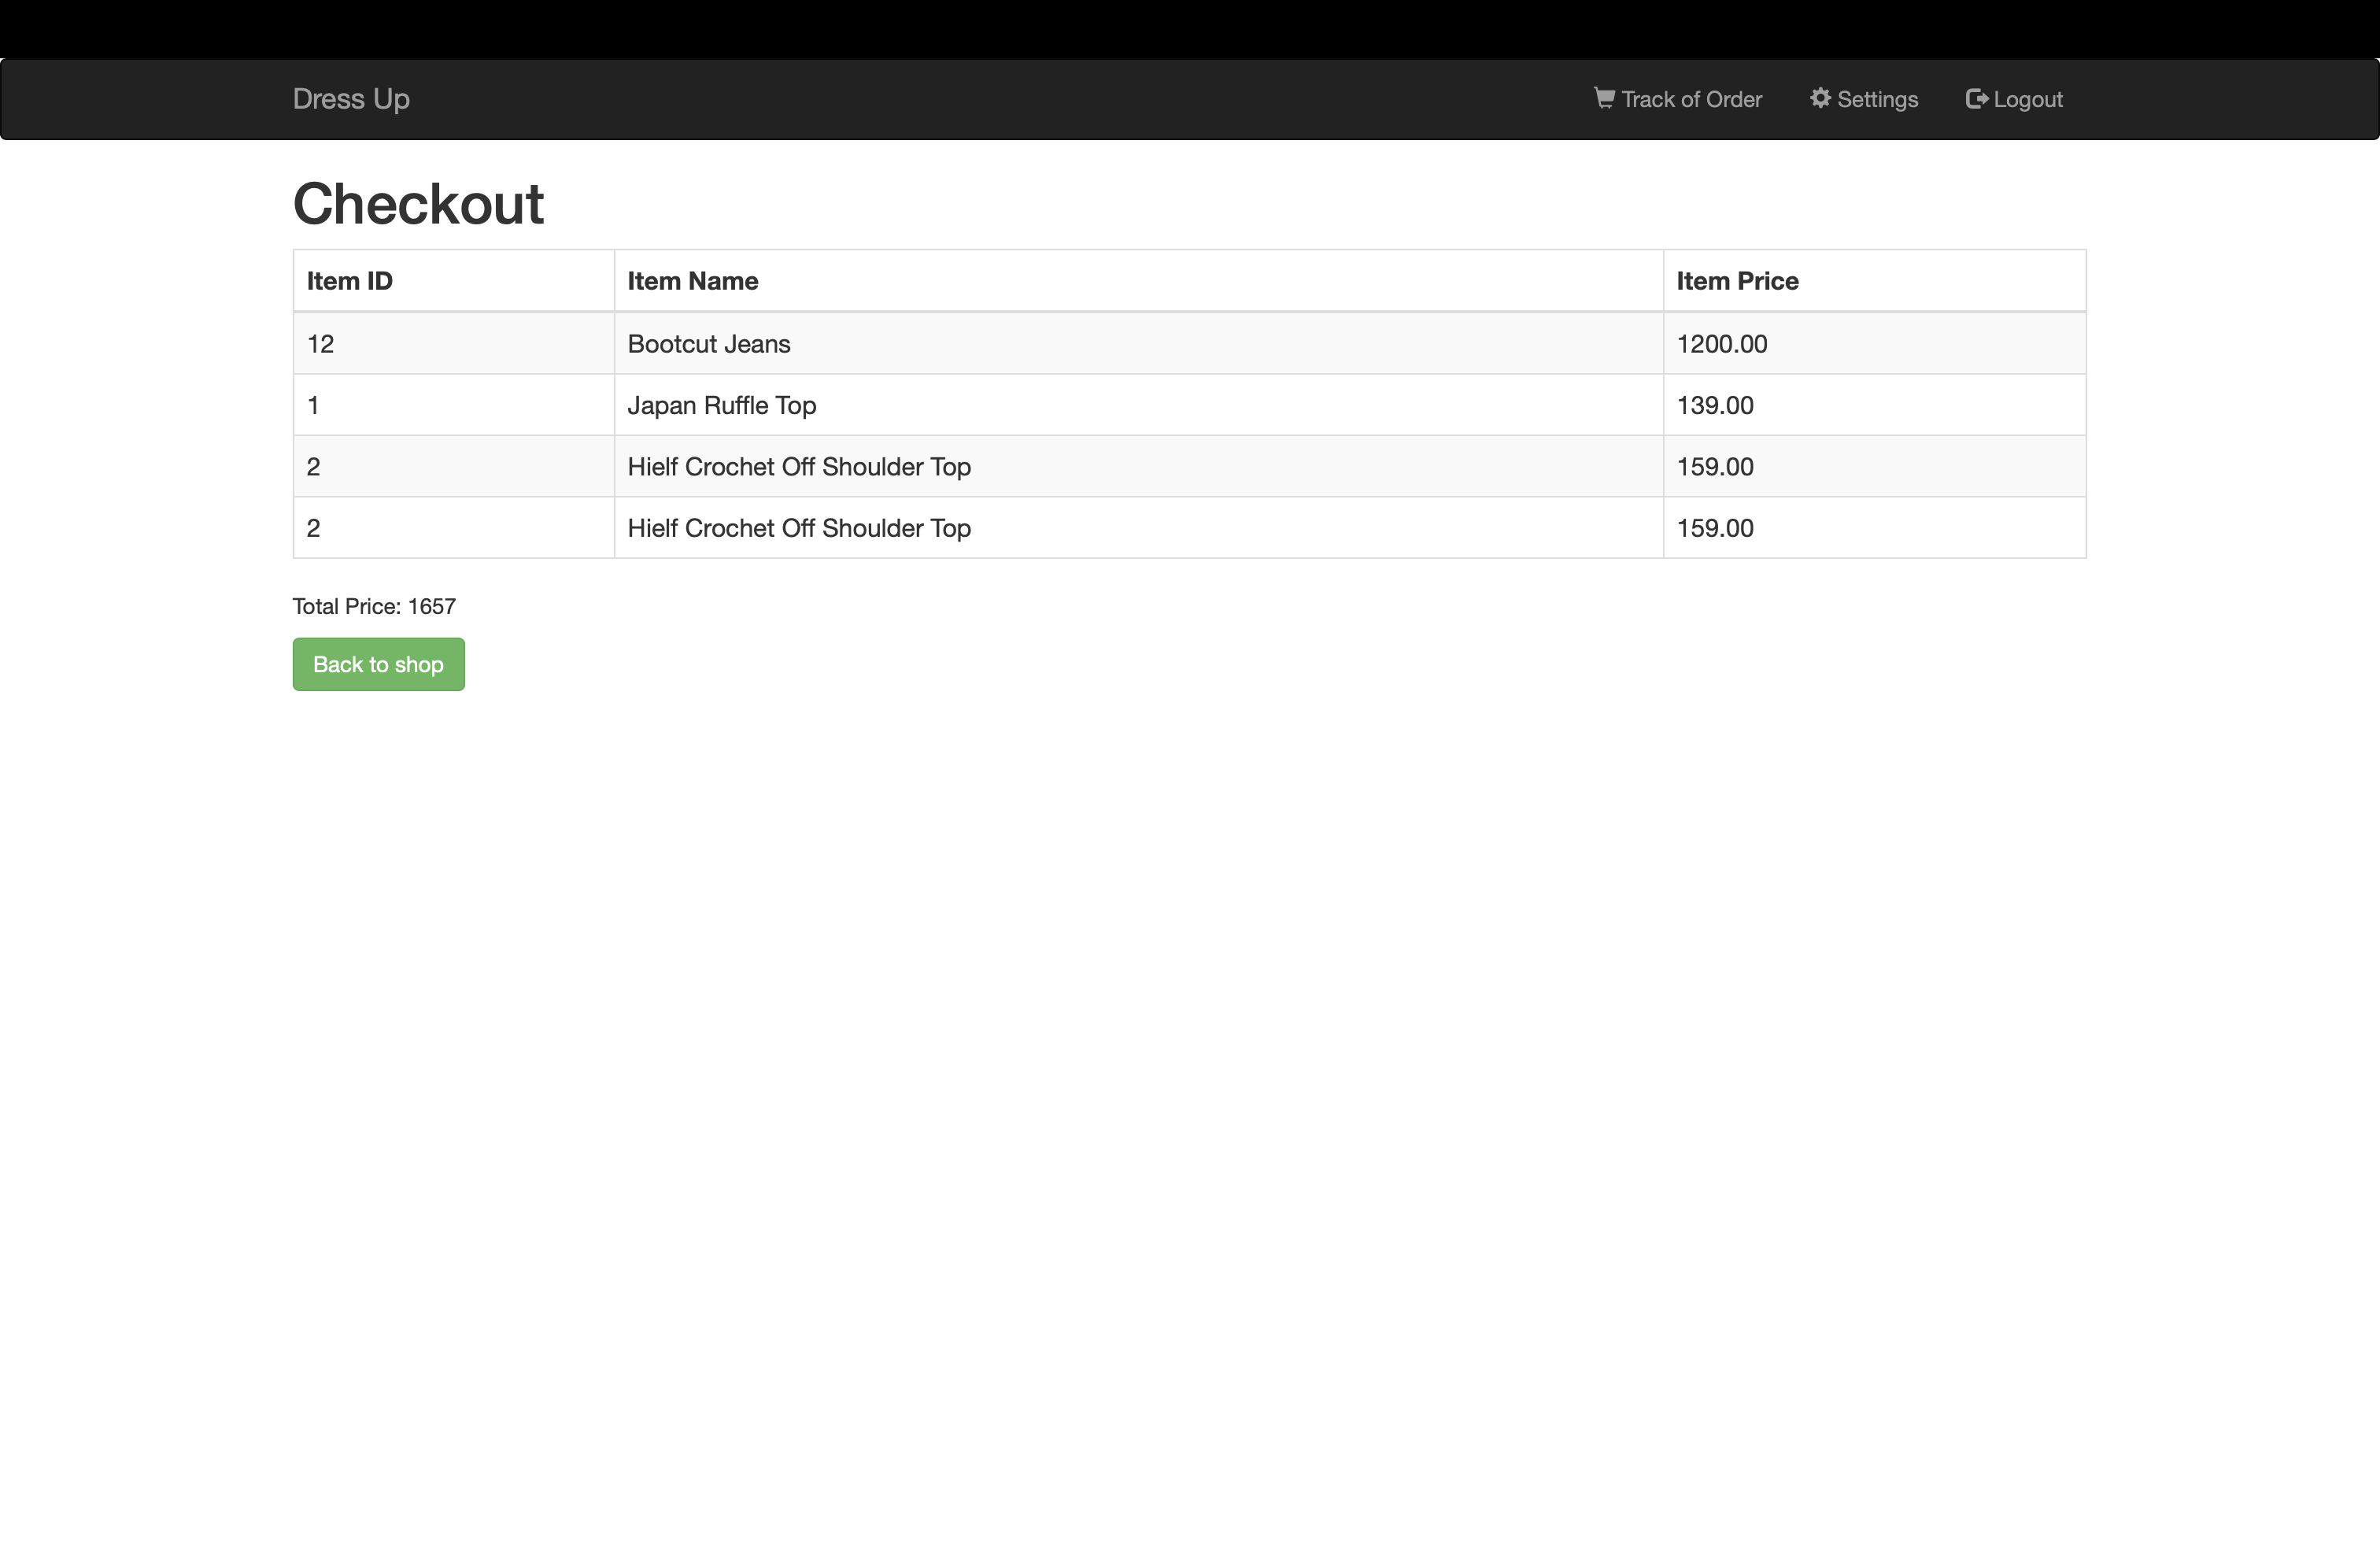 Dress Up Track of Order Settings Logout
Checkout
Item ID Item Name Item Price
12 Bootcut Jeans 1200.00
1 Japan Ruffle Top 139.00
2 Hielf Crochet Off Shoulder Top 159.00
2 Hielf Crochet Off Shoulder Top 159.00
Total Price: 1657
Back to shop